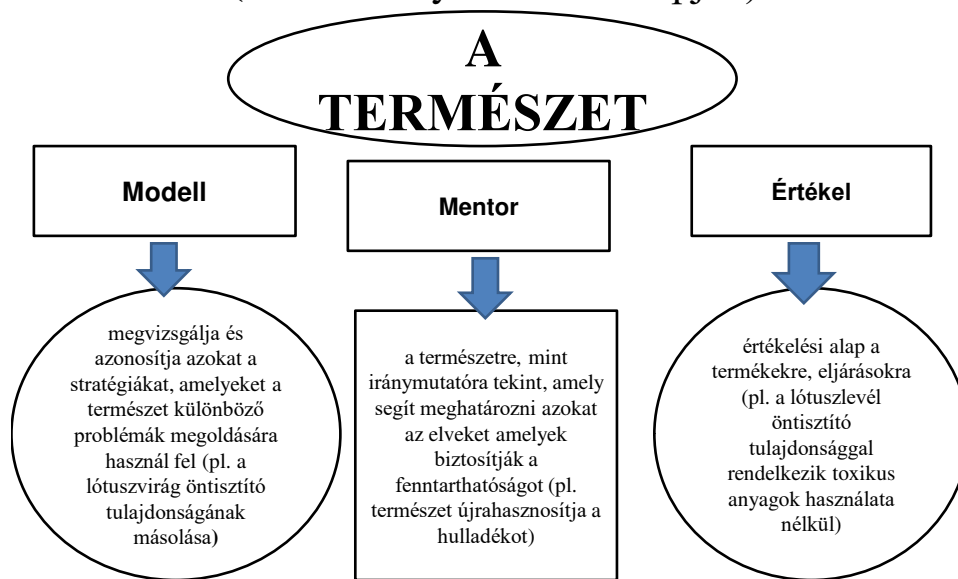 A
TERMÉSZET
Modell
Mentor
Értékel
megvizsgálja és
azonosítja azokat a
stratégiákat, amelyeket a
természet különböző
problémák megoldására
használ fel (pl. a
lótuszvirág öntisztító
tulajdonságának
másolása)
a természetre, mint
iránymutatóra tekint, amely
segít meghatározni azokat
az elveket amelyek
biztosítják a
fenntarthatóságot (pl.
természet újrahasznosítja a
hulladékot)
értékelési alap a
termékekre, eljárásokra
(pl. a lótuszlevél
öntisztító
tulajdonsággal
rendelkezik toxikus
anyagok használata
nélkül)